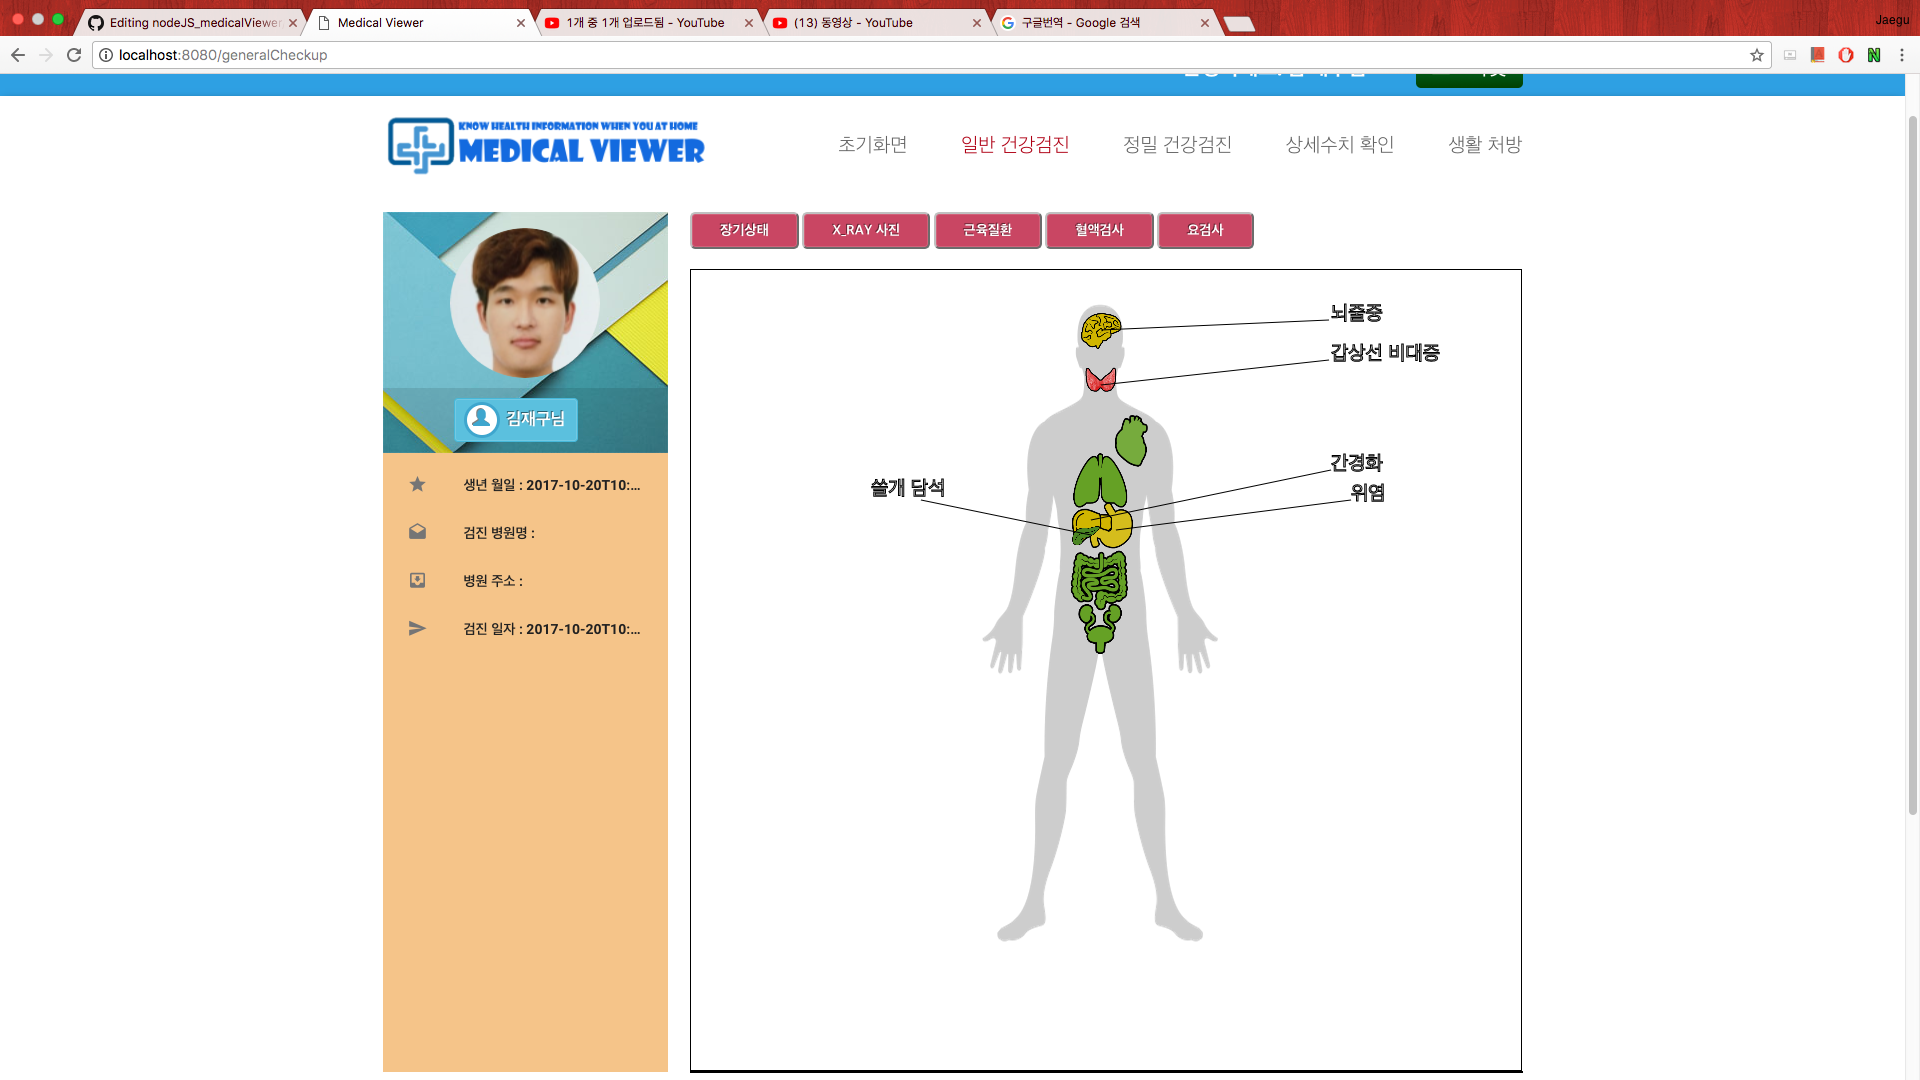 Jaegu
Editing nodeJS_medicalViewer
Medical Viewer
1개 중 1개 업로드됨 - YouTube
(13) 동영상 - YouTube
구글번역 - Google 검색
localhost:8080/generalCheckup
KNOW HEALTH INFORMATION WHEN YOU AT HOME
MEDICAL VIEWER
초기화면
일반 건강검진
정밀 건강검진
상세수치 확인
생활 처방
장기상태
X_RAY 사진
근육질환
혈액검사
요검사
김재구님
생년 월일 : 2017-10-20T10:...
검진 병원명 :
병원 주소 :
검진 일자 : 2017-10-20T10:...
뇌졸중
갑상선 비대증
간경화
위염
쓸개 담석